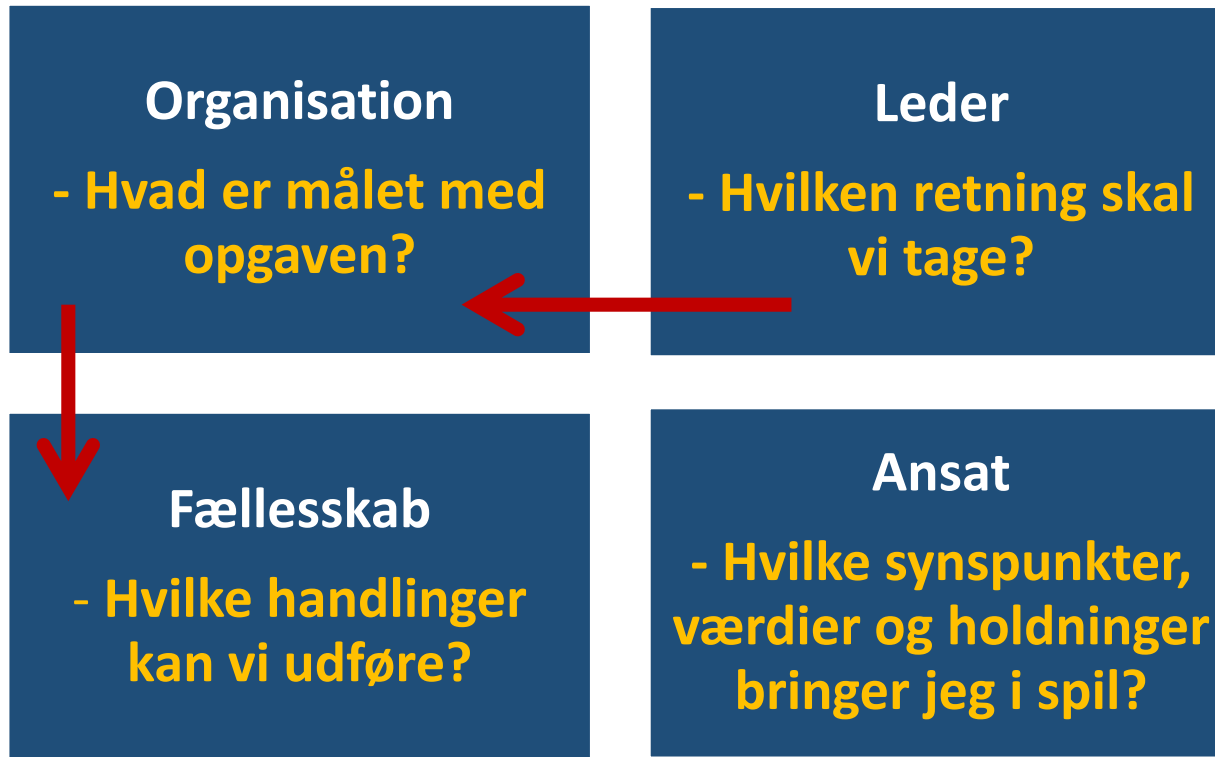 Organisation
- Hvad er målet med
opgaven?
Leder
- Hvilken retning skal
vi tage?
Fællesskab
- Hvilke handlinger
kan vi udføre?
Ansat
- Hvilke synspunkter,
værdier og holdninger
bringer jeg i spil?